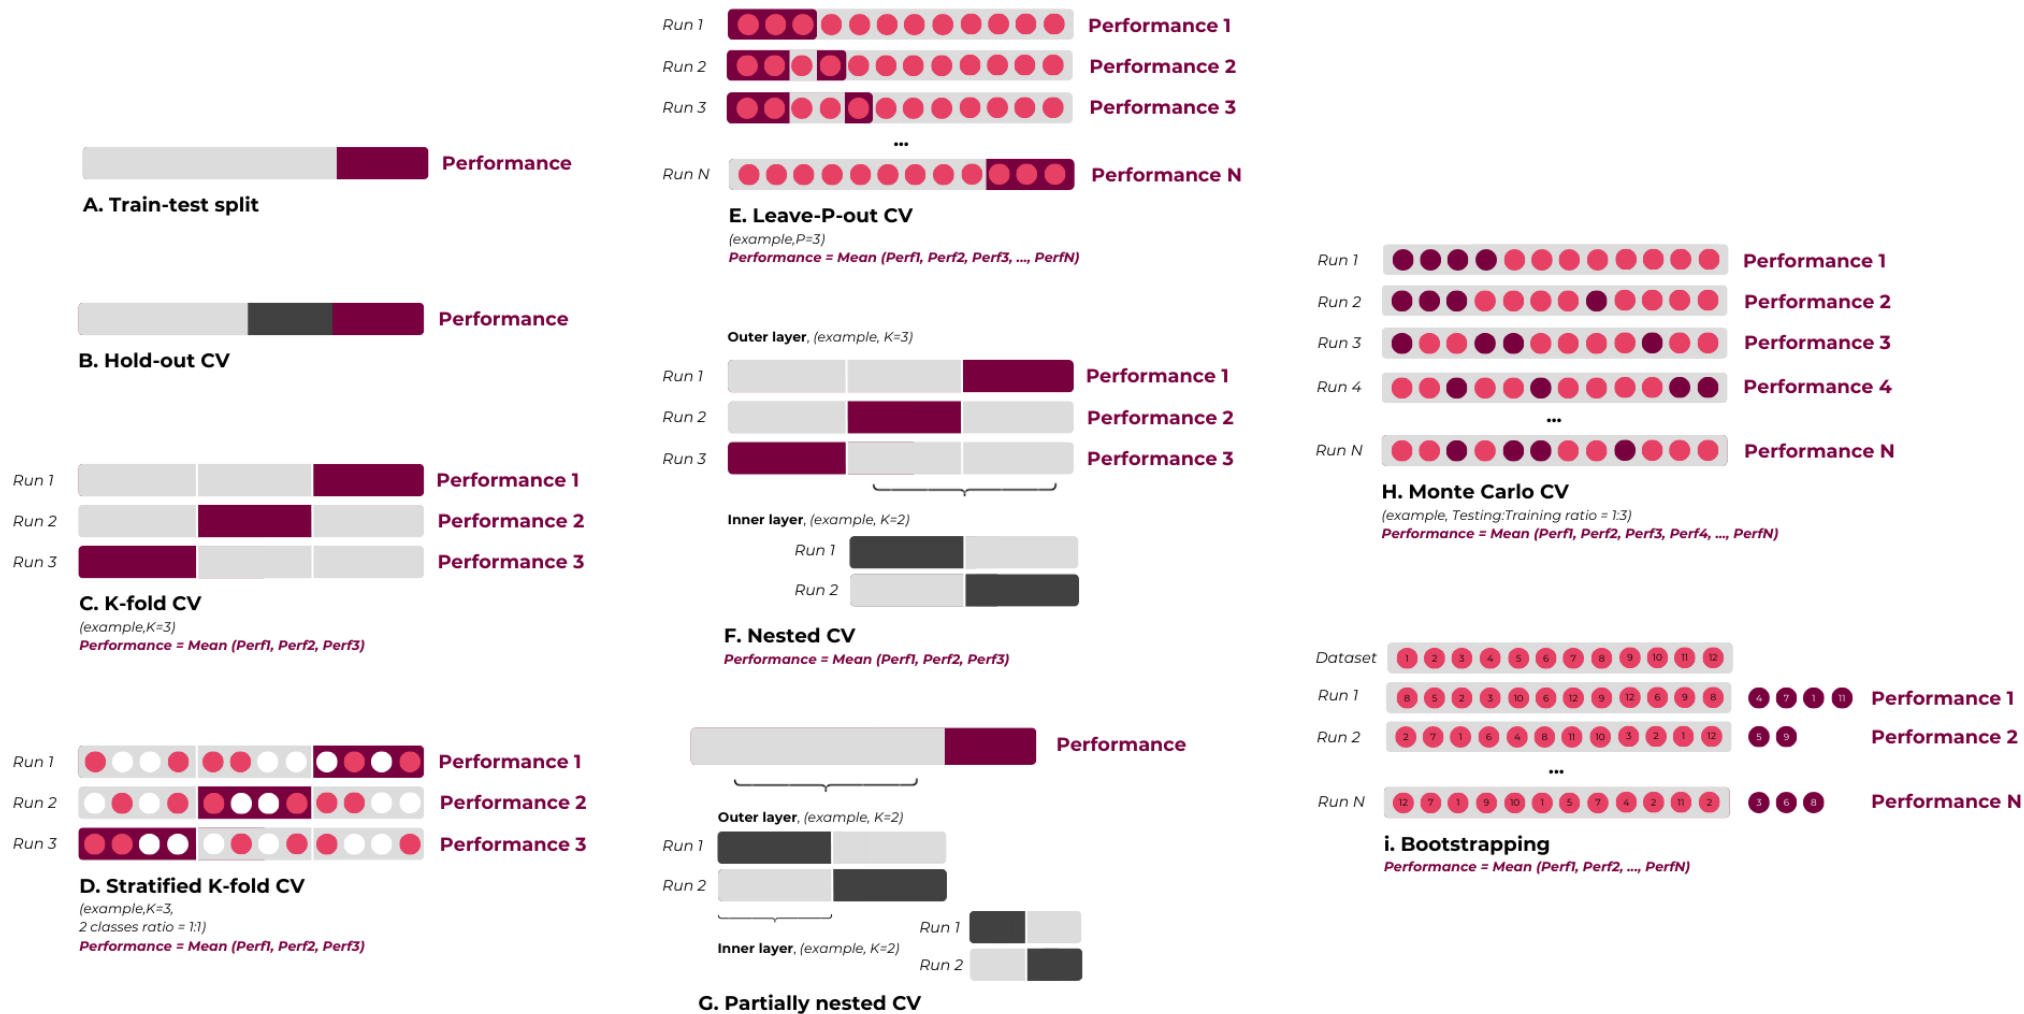 Performance
A. Train-test split
Performance
B. Hold-out CV
Run 1 Performance 1
Run 2 Performance 2
Run 3 Performance 3
C. K-fold CV
(example,K=3)
Performance = Mean (Perf1, Perf2, Perf3)
Run 1 Performance 1
Run 2 Performance 2
Run 3 Performance 3
D. Stratified K-fold CV
(example,K=3,
2 classes ratio = 1:1)
Performance = Mean (Perf1, Perf2, Perf3)
Run 1 Performance 1
Run 2 Performance 2
Run 3 Performance 3
...
Run N Performance N
E. Leave-P-out CV
(example,P=3)
Performance = Mean (Perf1, Perf2, Perf3, ..., PerfN)
Outer layer, (example, K=3)
Run 1 Performance 1
Run 2 Performance 2
Run 3 Performance 3
Inner layer, (example, K=2)
Run 1
Run 2
F. Nested CV
Performance = Mean (Perf1, Perf2, Perf3)
Performance
Outer layer, (example, K=2)
Run 1
Run 2
Inner layer, (example, K=2)
Run 1
Run 2
G. Partially nested CV
Run 1 Performance 1
Run 2 Performance 2
Run 3 Performance 3
Run 4 Performance 4
...
Run N Performance N
H. Monte Carlo CV
(example, Testing:Training ratio = 1:3)
Performance = Mean (Perf1, Perf2, Perf3, Perf4, ..., PerfN)
Dataset 1 2 3 4 5 6 7 8 9 10 11 12
Run 1 8 5 2 3 10 6 12 9 12 6 9 8 4 7 1 11 Performance 1
Run 2 2 7 1 6 4 8 11 10 3 2 1 12 5 9 Performance 2
...
Run N 12 7 1 9 10 1 5 7 4 2 11 2 3 6 8 Performance N
i. Bootstrapping
Performance = Mean (Perf1, Perf2, ..., PerfN)